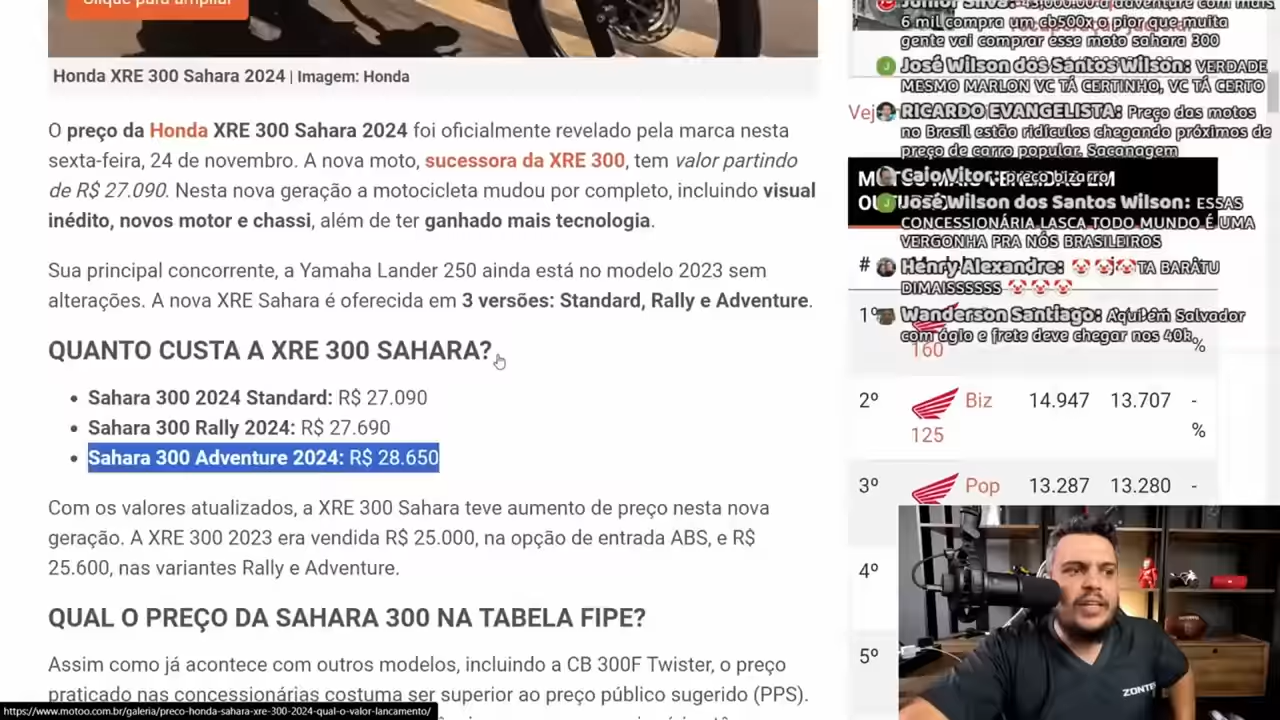 Clique para ampliar
Honda XRE 300 Sahara 2024 | Imagem: Honda
O preço da Honda XRE 300 Sahara 2024 foi oficialmente revelado pela marca nesta
sexta-feira, 24 de novembro. A nova moto, sucessora da XRE 300, tem valor partindo
de R$ 27.090. Nesta nova geração a motocicleta mudou por completo, incluindo visual
inédito, novos motor e chassi, além de ter ganhado mais tecnologia.
Sua principal concorrente, a Yamaha Lander 250 ainda está no modelo 2023 sem
alterações. A nova XRE Sahara é oferecida em 3 versões: Standard, Rally e Adventure.
QUANTO CUSTA A XRE 300 SAHARA?
• Sahara 300 2024 Standard: R$ 27.090
• Sahara 300 Rally 2024: R$ 27.690
• Sahara 300 Adventure 2024: R$ 28.650
Com os valores atualizados, a XRE 300 Sahara teve aumento de preço nesta nova
geração. A XRE 300 2023 era vendida R$ 25.000, na opção de entrada ABS, e R$
25.600, nas variantes Rally e Adventure.
QUAL O PREÇO DA SAHARA 300 NA TABELA FIPE?
Assim como já acontece com outros modelos, incluindo a CB 300F Twister, o preço
praticado nas concessionárias costuma ser superior ao preço público sugerido (PPS).
https://www.motoo.com.br/galeria/preco-honda-sahara-xre-300-2024-qual-o-valor-lancamento/
Junior Silva: adventure com mais
6 mil compra um cb500x o pior que muita
gente vai comprar esse moto sahara 300
José Wilson dos Santos Wilson: VERDADE
MESMO MARLON VC TÁ CERTINHO, VC TÁ CERTO
RICARDO EVANGELISTA: Preço das motos
no Brasil estão ridículos chegando próximos de
preço de carro popular. Sacanagem
Caio Vitor: preço bizarro
José Wilson dos Santos Wilson: ESSAS
CONCESSIONÁRIA LASCA TODO MUNDO É UMA
VERGONHA PRA NÓS BRASILEIROS
Henry Alexandre: 🤡 🤡🤡TA BARÁTU
DIMAISSSSSS 🤡 🤡 🤡
Wanderson Santiago: Aqui em Salvador
com ágio e frete deve chegar nos 40k.
#
1º
160
%
2º Biz 14.947 13.707 -
125 %
3º Pop 13.287 13.280 -
4º
5º